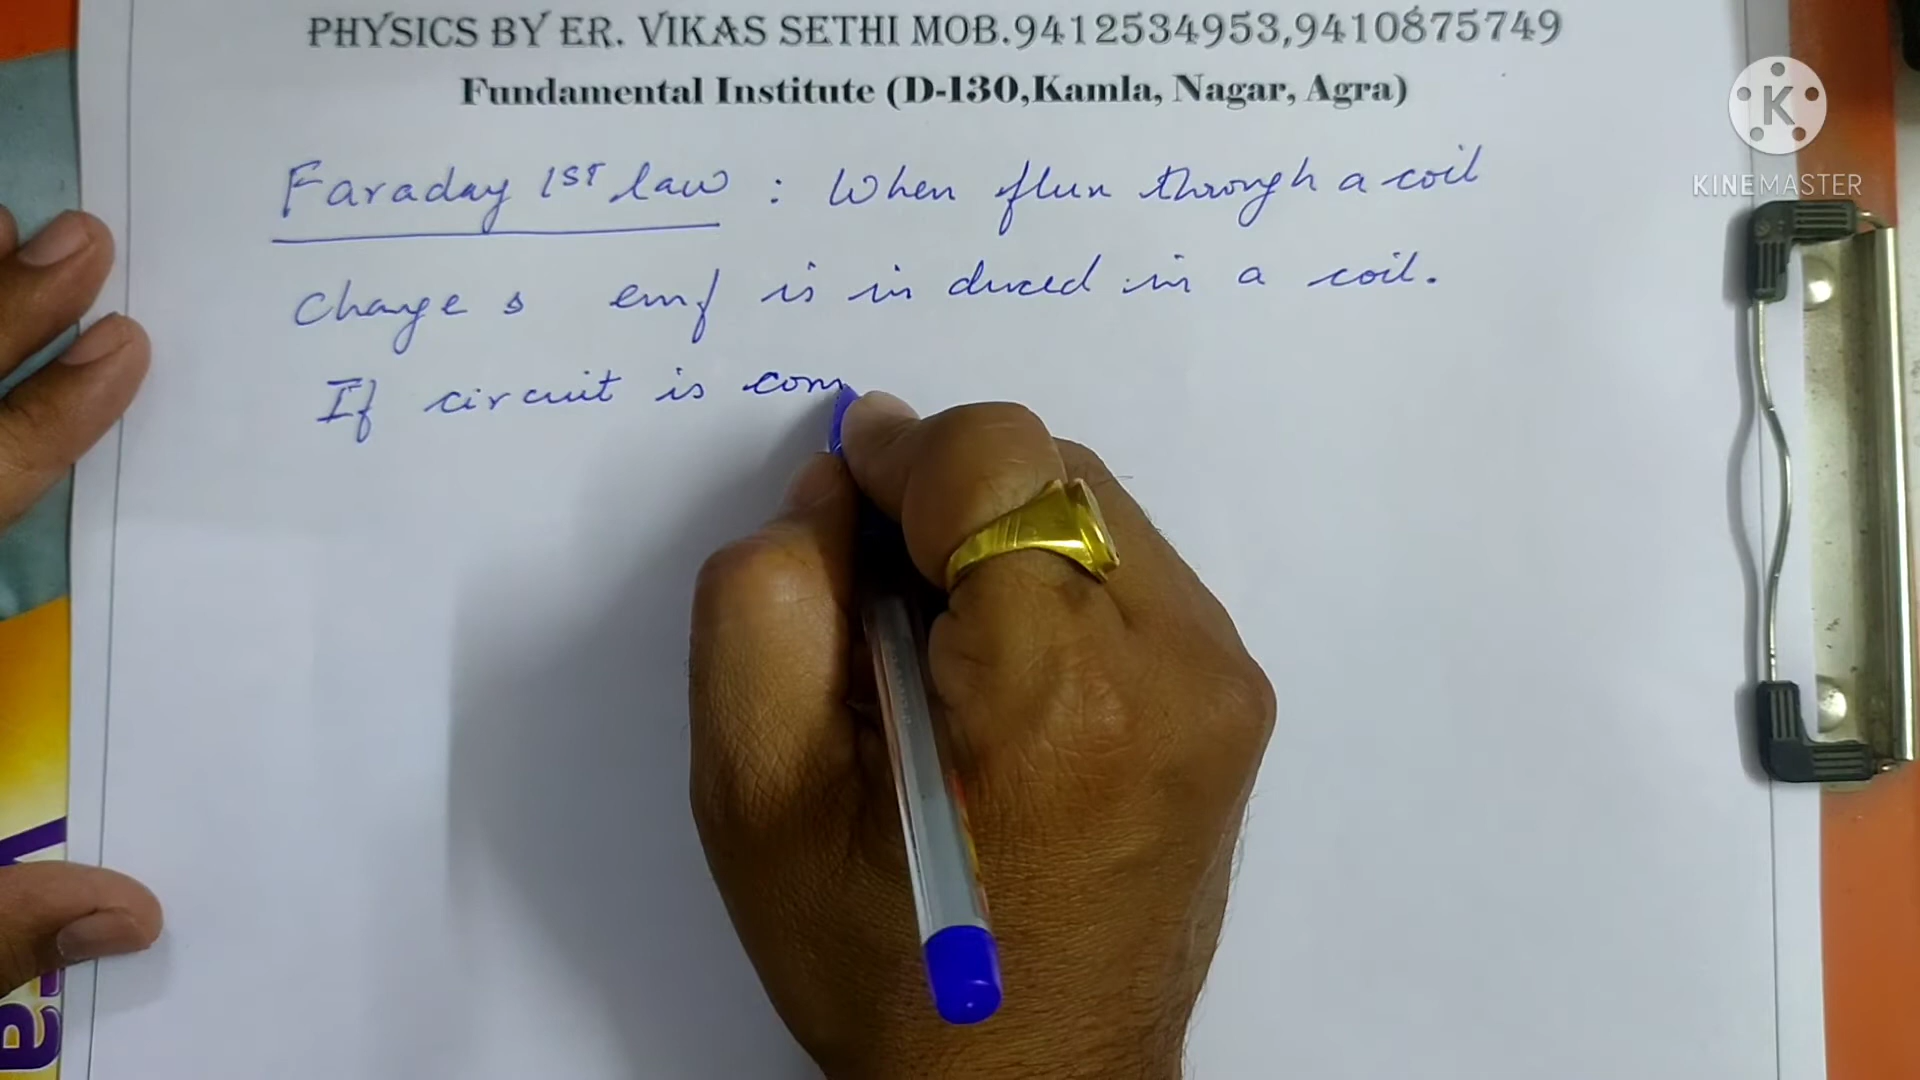 PHYSICS BY ER. VIKAS SETHI MOB.9412534953,9410875749
Fundamental Institute (D-130,Kamla, Nagar, Agra)
K
KINEMASTER
Faraday 1ST law : When flux through a coil
changes emf is induced in a coil.
If circuit is com